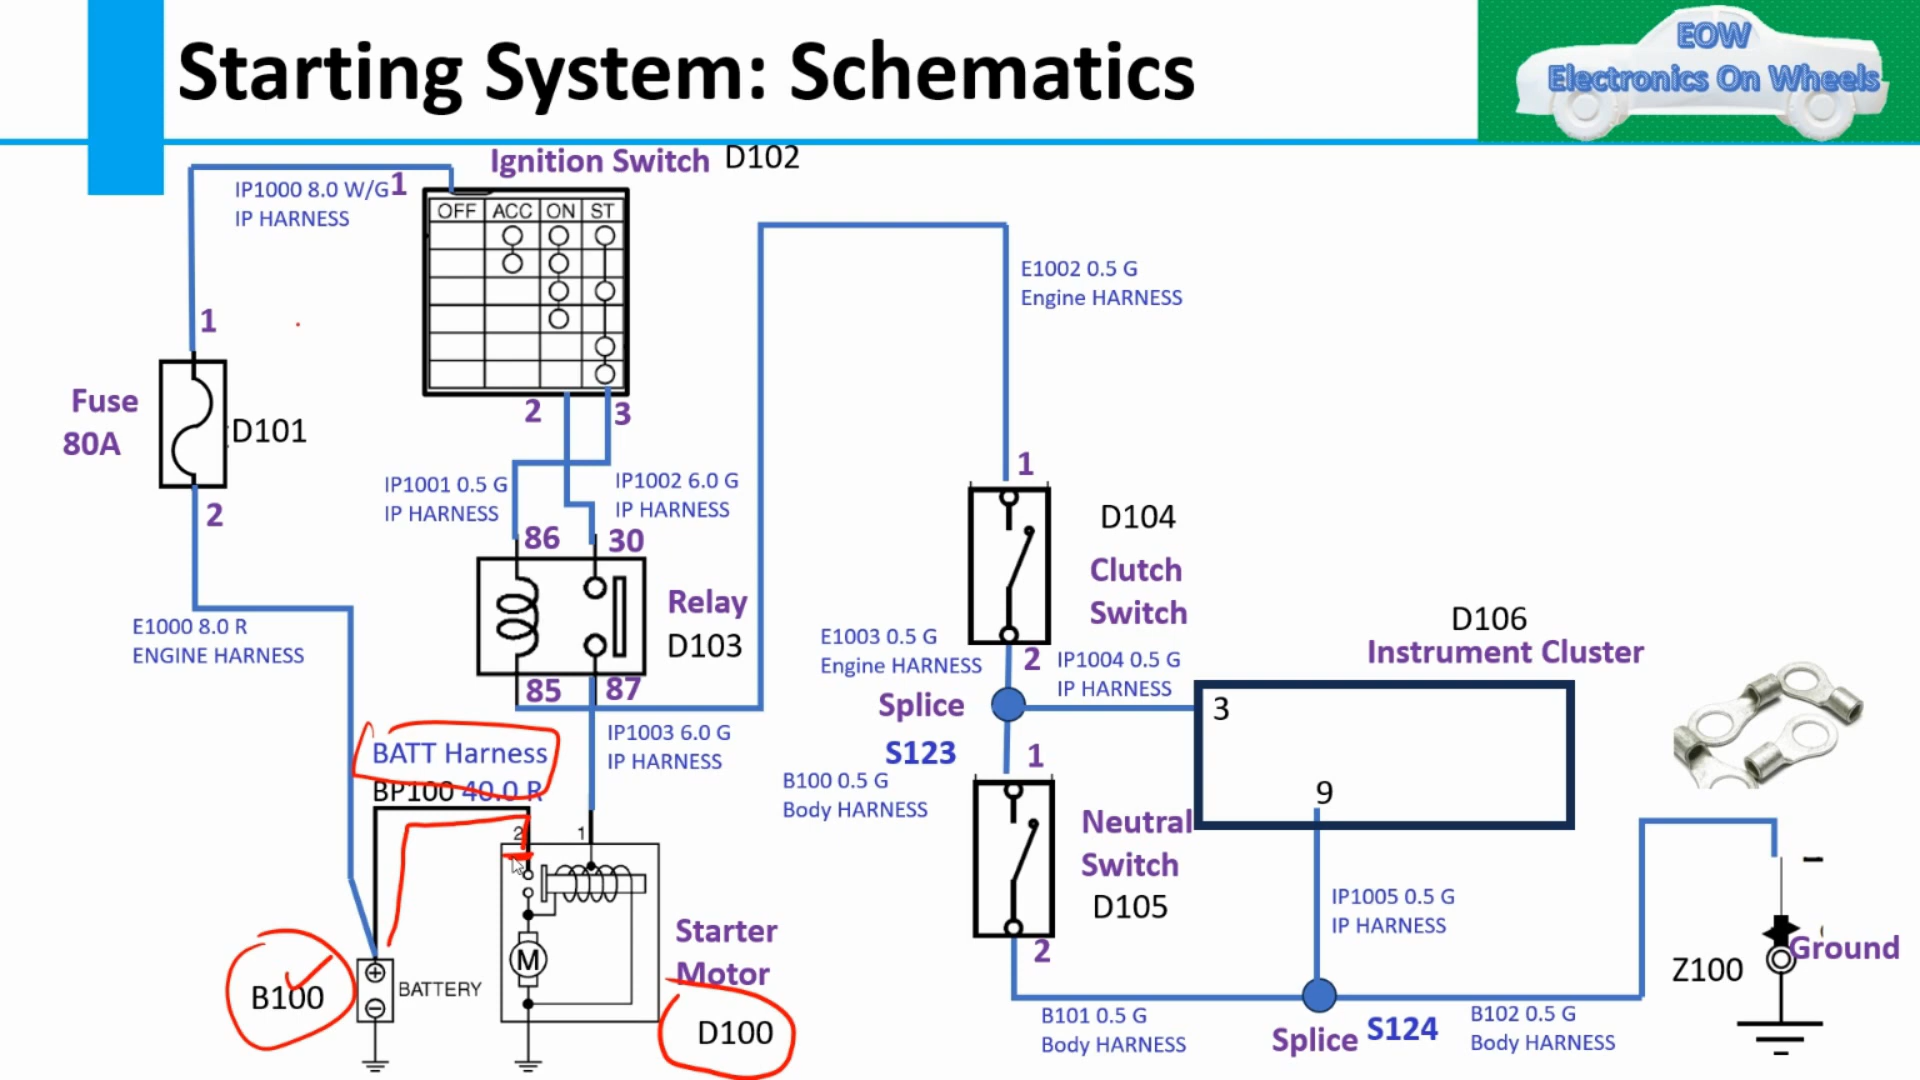 Starting System: Schematics
EOW
Electronics On Wheels
Ignition Switch D102
IP1000 8.0 W/G
IP HARNESS
1
OFF ACC ON ST
E1002 0.5 G
Engine HARNESS
1
Fuse
80A
D101
2
2
3
IP1001 0.5 G
IP HARNESS
IP1002 6.0 G
IP HARNESS
86
30
Relay
D103
85
87
1
D104
Clutch
Switch
2
E1000 8.0 R
ENGINE HARNESS
E1003 0.5 G
Engine HARNESS
IP1004 0.5 G
IP HARNESS
D106
Instrument Cluster
3
9
Splice
S123
1
IP1003 6.0 G
IP HARNESS
BATT Harness
BP100 40.0 R
B100 0.5 G
Body HARNESS
2
1
Neutral
Switch
D105
2
IP1005 0.5 G
IP HARNESS
M
Starter
Motor
D100
B100
+
−
BATTERY
−
Z100
Ground
B101 0.5 G
Body HARNESS
Splice S124
B102 0.5 G
Body HARNESS